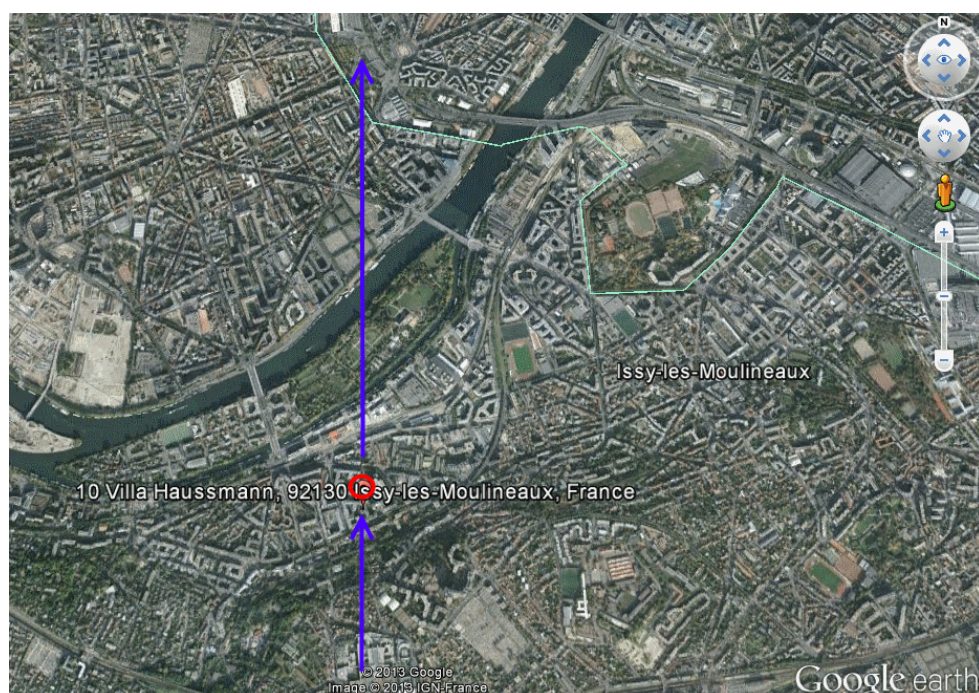 N
Issy-les-Moulineaux
10 Villa Haussmann, 92130 Issy-les-Moulineaux, France
© 2013 Google
Image © 2013 IGN-France
Google earth